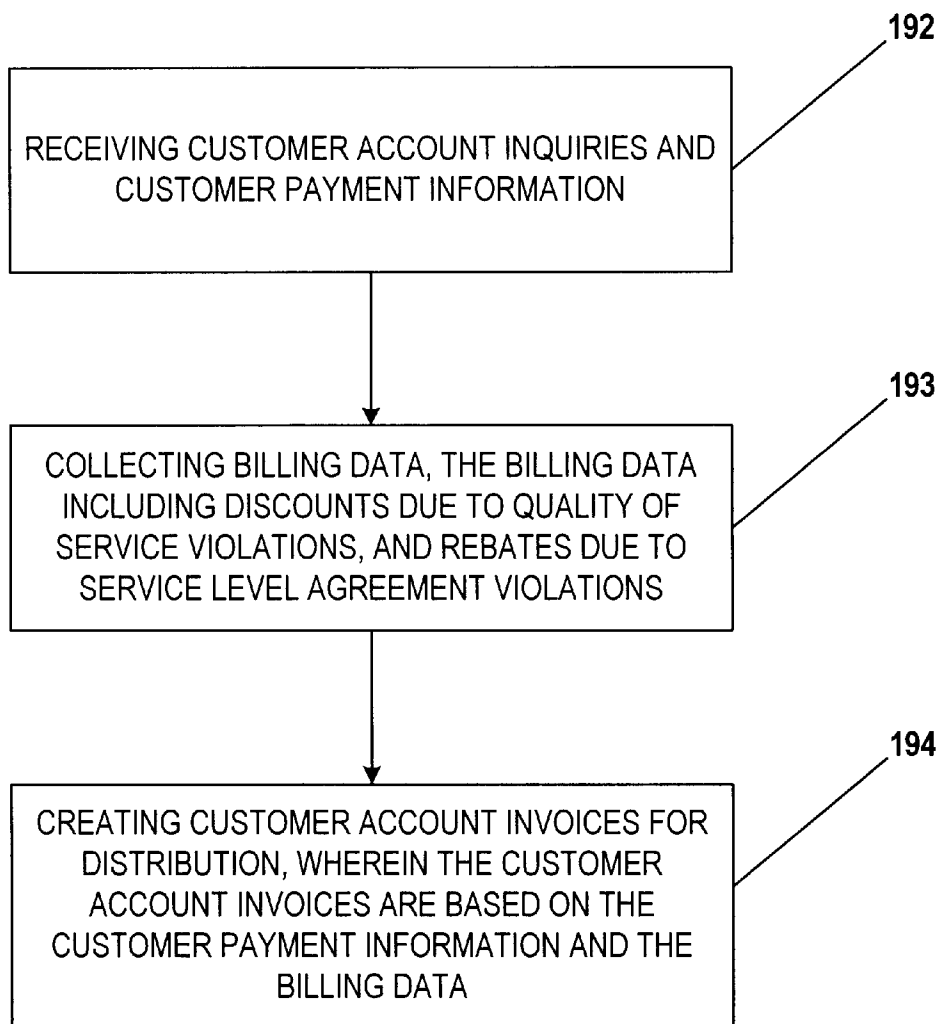 192
RECEIVING CUSTOMER ACCOUNT INQUIRIES AND
CUSTOMER PAYMENT INFORMATION
193
COLLECTING BILLING DATA, THE BILLING DATA
INCLUDING DISCOUNTS DUE TO QUALITY OF
SERVICE VIOLATIONS, AND REBATES DUE TO
SERVICE LEVEL AGREEMENT VIOLATIONS
194
CREATING CUSTOMER ACCOUNT INVOICES FOR
DISTRIBUTION, WHEREIN THE CUSTOMER
ACCOUNT INVOICES ARE BASED ON THE
CUSTOMER PAYMENT INFORMATION AND THE
BILLING DATA